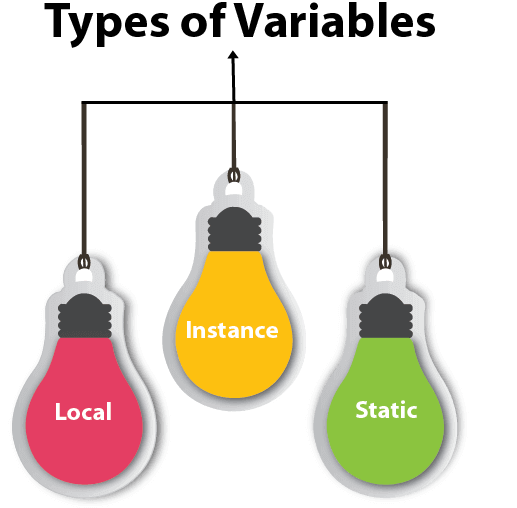 Types of Variables
Instance
Local
Static